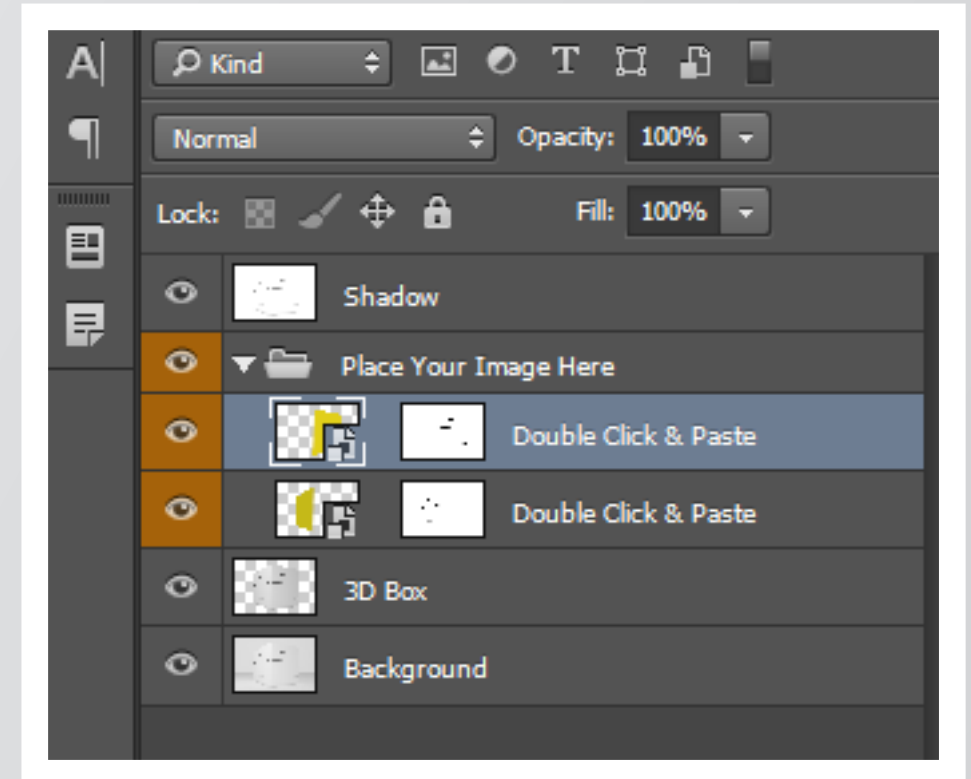 A|
Kind
T
Normal
Opacity: 100%
Lock:
Fill: 100%
Shadow
Place Your Image Here
Double Click & Paste
Double Click & Paste
3D Box
Background